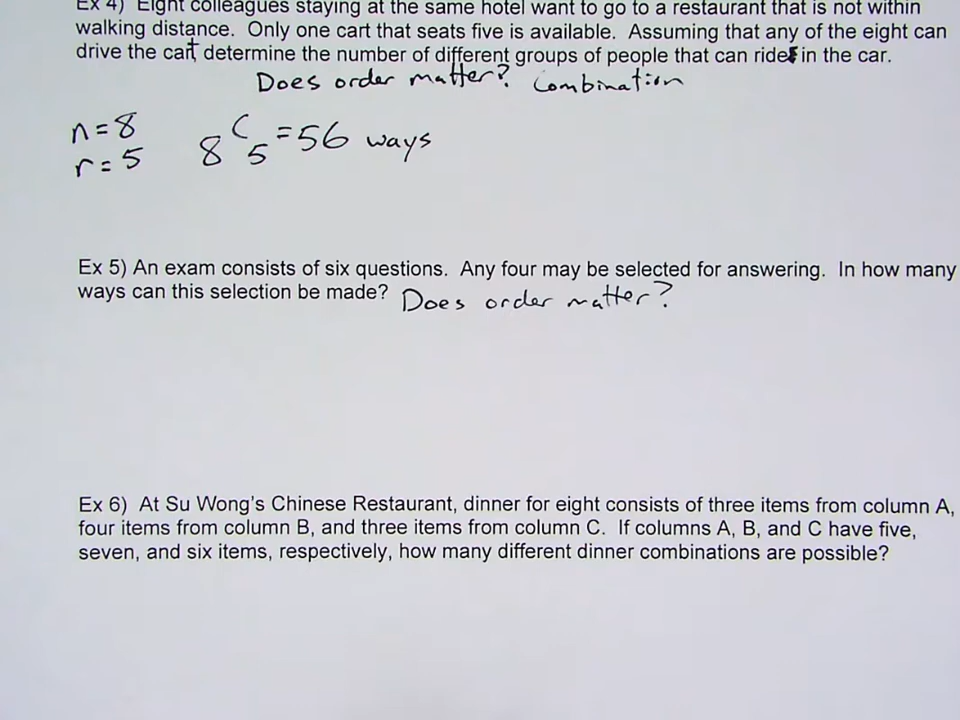 Ex 4) Eight colleagues staying at the same hotel want to go to a restaurant that is not within
walking distance. Only one cart that seats five is available. Assuming that any of the eight can
drive the cart, determine the number of different groups of people that can ride in the car.
Does order matter? Combination
n = 8
r = 5
8 C 5 = 56 ways
Ex 5) An exam consists of six questions. Any four may be selected for answering. In how many
ways can this selection be made? Does order matter?
Ex 6) At Su Wong's Chinese Restaurant, dinner for eight consists of three items from column A,
four items from column B, and three items from column C. If columns A, B, and C have five,
seven, and six items, respectively, how many different dinner combinations are possible?